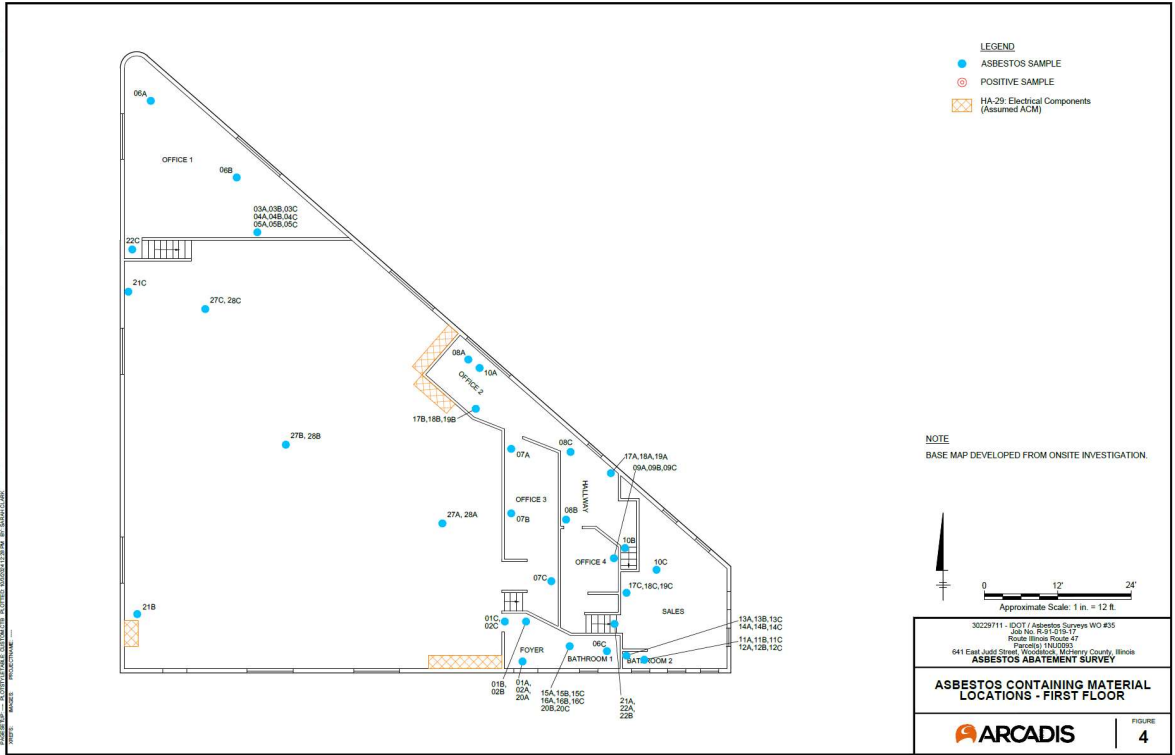 LEGEND
ASBESTOS SAMPLE
POSITIVE SAMPLE
HA-29: Electrical Components
(Assumed ACM)
06A
OFFICE 1
06B
03A,03B,03C
04A,04B,04C
05A,05B,05C
22C
21C
27C, 28C
08A
10A
OFFICE 2
17B,18B,19B
27B, 28B
07A
08C
17A,18A,19A
09A,09B,09C
HALLWAY
OFFICE 3
07B
08B
27A, 28A
10B
OFFICE 4
10C
07C
17C,18C,19C
SALES
21B
01C,
02C
FOYER
06C
BATHROOM 1
BATHROOM 2
13A,13B,13C
14A,14B,14C
11A,11B,11C
12A,12B,12C
01B,
02B
01A,
02A,
20A
15A,15B,15C
16A,16B,16C
20B,20C
21A,
22A,
22B
NOTE
BASE MAP DEVELOPED FROM ONSITE INVESTIGATION.
0 12' 24'
Approximate Scale: 1 in. = 12 ft.
30229711 - IDOT / Asbestos Surveys WO #35
Job No. R-91-019-17
Route Illinois Route 47
Parcel(s) 1NU0093
641 East Judd Street, Woodstock, McHenry County, Illinois
ASBESTOS ABATEMENT SURVEY
ASBESTOS CONTAINING MATERIAL
LOCATIONS - FIRST FLOOR
ARCADIS
FIGURE
4